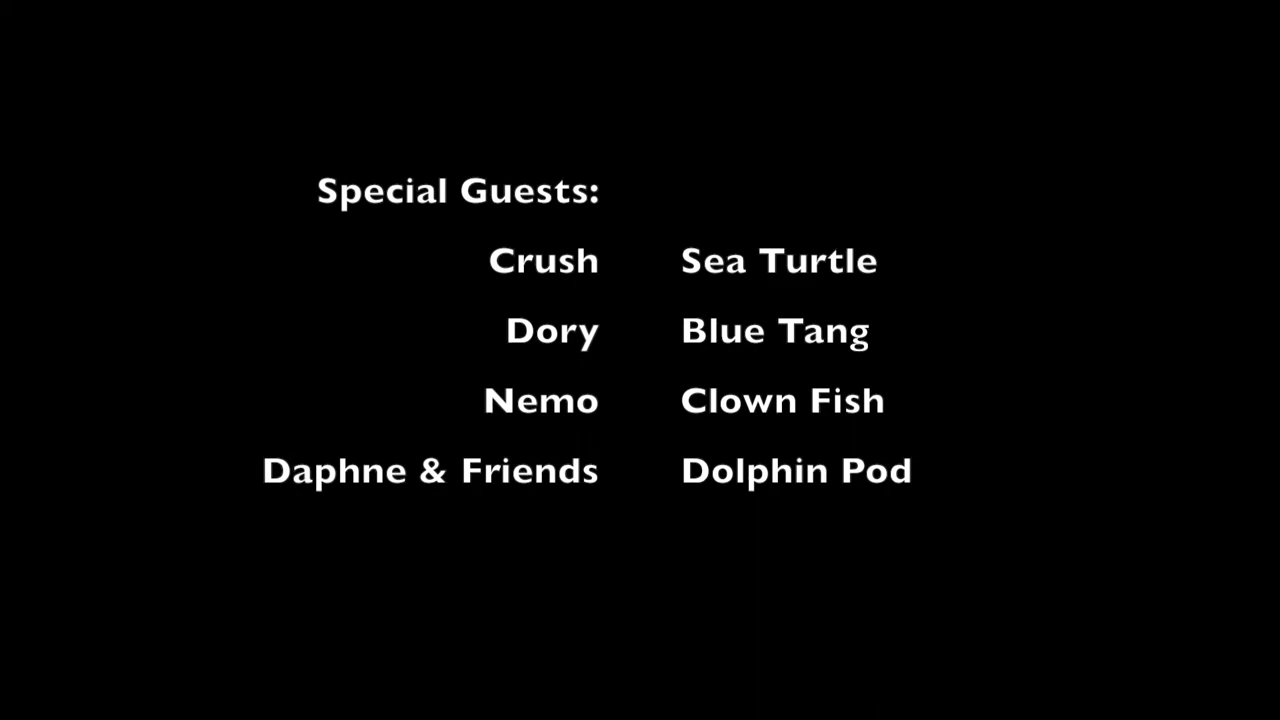 Special Guests:
Crush Sea Turtle
Dory Blue Tang
Nemo Clown Fish
Daphne & Friends Dolphin Pod